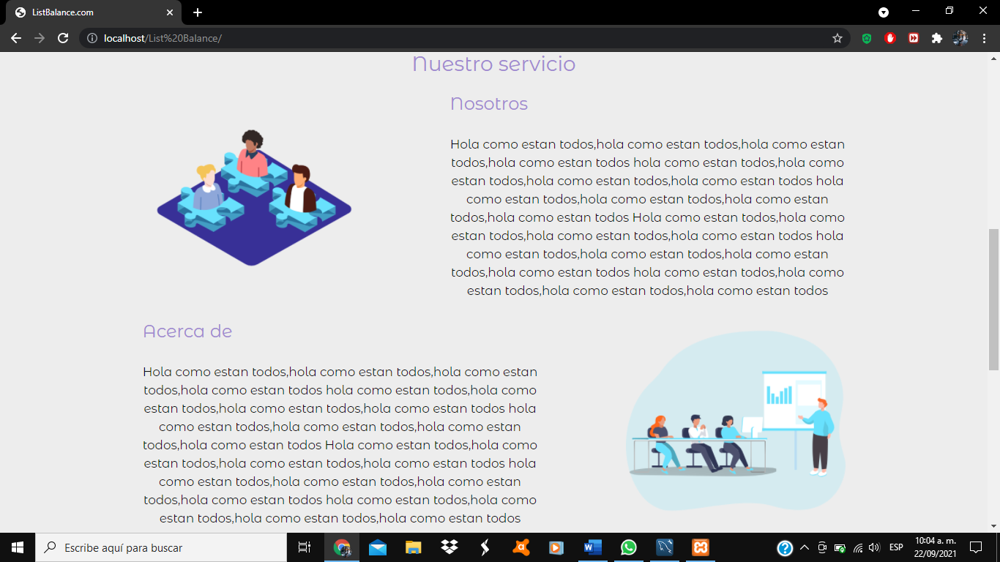 ListBalance.com
localhost/List%20Balance/
Nuestro servicio
Nosotros
Hola como estan todos,hola como estan todos,hola como estan
todos,hola como estan todos hola como estan todos,hola como
estan todos,hola como estan todos,hola como estan todos hola
como estan todos,hola como estan todos,hola como estan
todos,hola como estan todos Hola como estan todos,hola como
estan todos,hola como estan todos,hola como estan todos hola
como estan todos,hola como estan todos,hola como estan
todos,hola como estan todos hola como estan todos,hola como
estan todos,hola como estan todos,hola como estan todos
Acerca de
Hola como estan todos,hola como estan todos,hola como estan
todos,hola como estan todos hola como estan todos,hola como
estan todos,hola como estan todos,hola como estan todos hola
como estan todos,hola como estan todos,hola como estan
todos,hola como estan todos Hola como estan todos,hola como
estan todos,hola como estan todos,hola como estan todos hola
como estan todos,hola como estan todos,hola como estan
todos,hola como estan todos hola como estan todos,hola como
estan todos,hola como estan todos,hola como estan todos
Escribe aquí para buscar
ESP
10:04 a. m.
22/09/2021